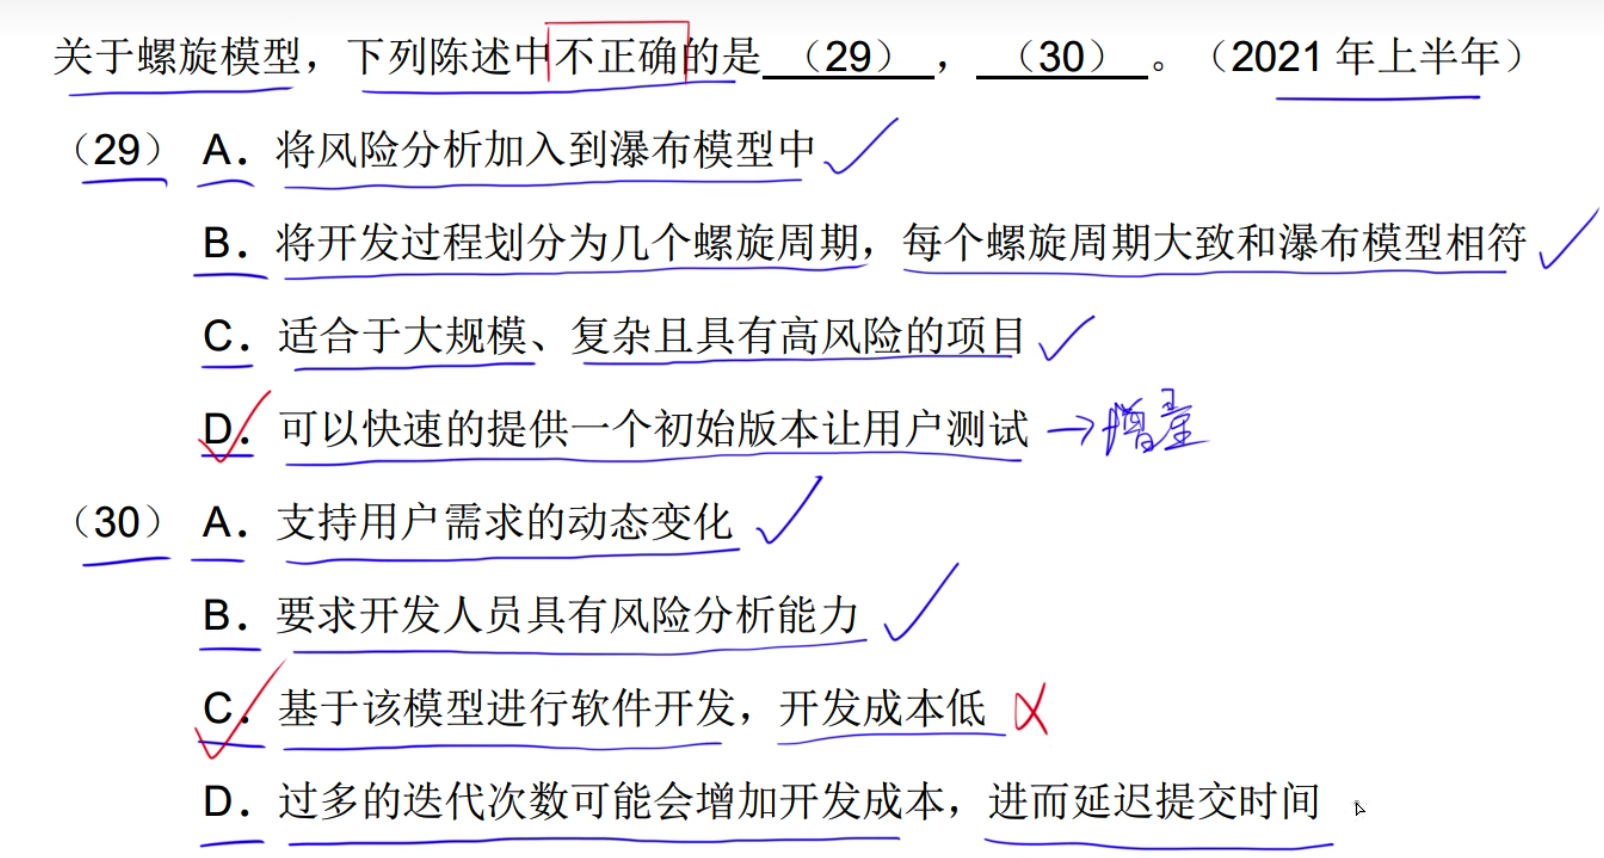 关于螺旋模型，下列陈述中不正确的是 （29） ， （30） 。（2021 年上半年）
（29） A．将风险分析加入到瀑布模型中
B．将开发过程划分为几个螺旋周期，每个螺旋周期大致和瀑布模型相符
C．适合于大规模、复杂且具有高风险的项目
D．可以快速的提供一个初始版本让用户测试 →增量
（30） A．支持用户需求的动态变化
B．要求开发人员具有风险分析能力
C．基于该模型进行软件开发，开发成本低
D．过多的迭代次数可能会增加开发成本，进而延迟提交时间